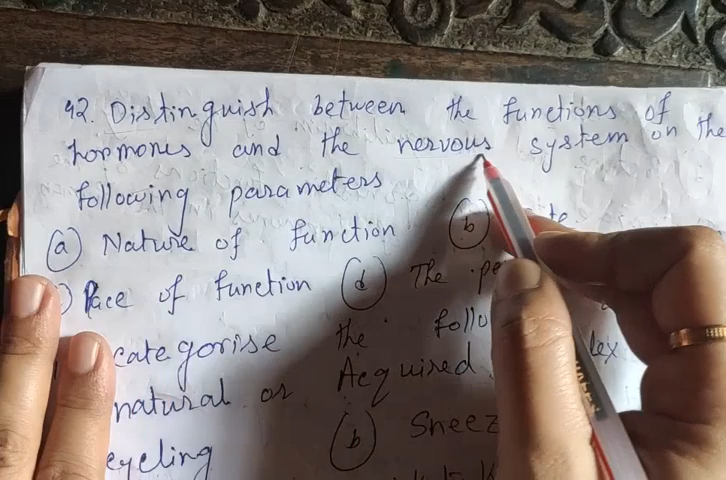 42. Distinguish between the functions of
hormones and the nervous system on the
following parameters
(a) Nature of function (b)
Pace of function (d) The
categorise the
natural or Acquired
cycling (b)